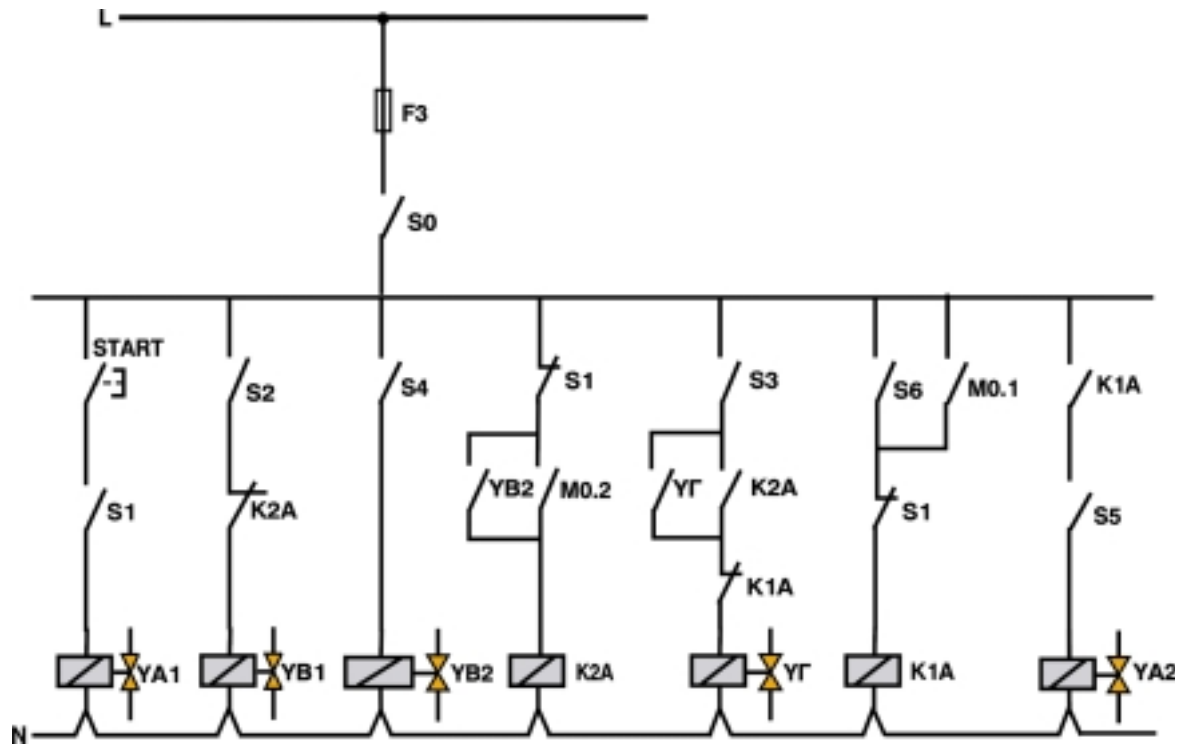 L
F3
S0
START
S2
S4
S1
S3
S6
M0.1
K1A
S1
K2A
YB2
M0.2
YΓ
K2A
S1
S5
K1A
YA1
YB1
YB2
K2A
YΓ
K1A
YA2
N